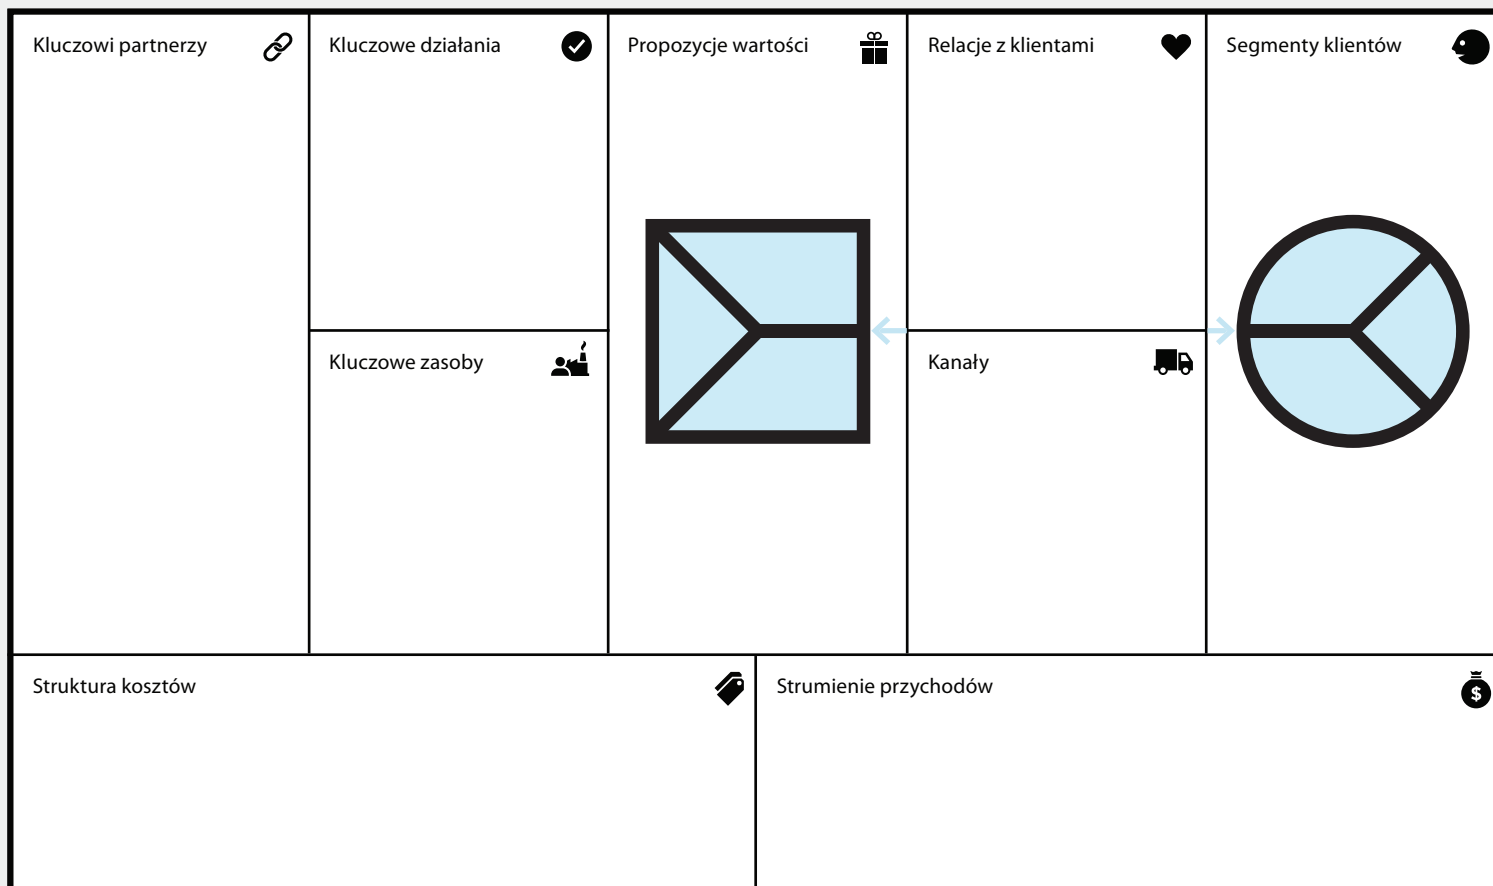 Kluczowi partnerzy
Kluczowe działania
Propozycje wartości
Relacje z klientami
Segmenty klientów
Kluczowe zasoby
Kanały
Struktura kosztów
Strumienie przychodów
$